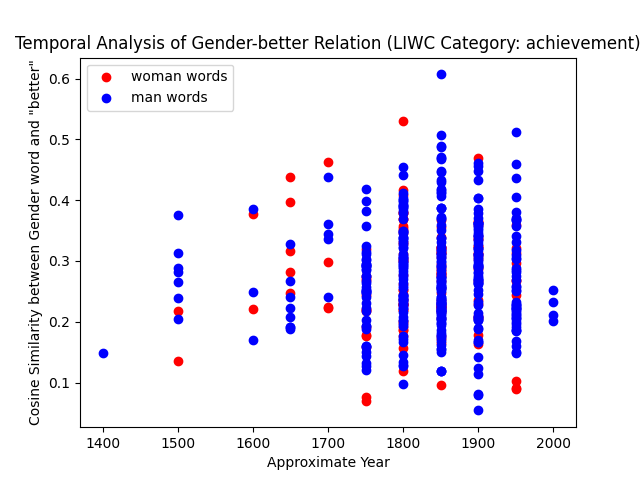 Temporal Analysis of Gender-better Relation (LIWC Category: achievement)
woman words
man words
Cosine Similarity between Gender word and "better"
0.6
0.5
0.4
0.3
0.2
0.1
1400 1500 1600 1700 1800 1900 2000
Approximate Year